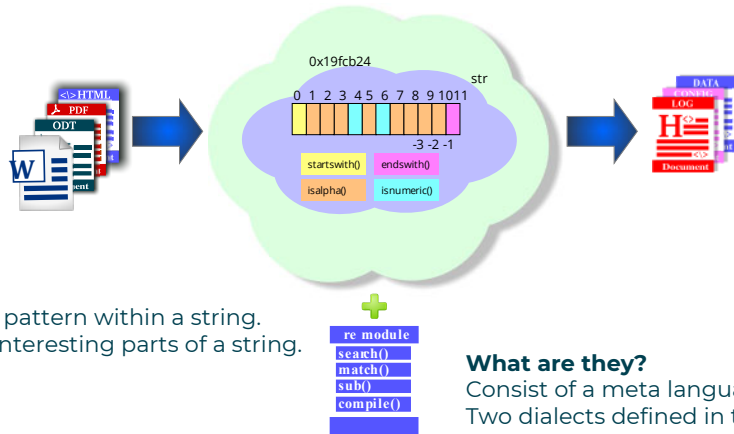 0x19fcb24
str
0 1 2 3 4 5 6 7 8 9 1011
-3 -2 -1
startswith()
endswith()
isalpha()
isnumeric()
<\>HTML
PDF
ODT
W
DATA
CONFIG
LOG
H
Document
pattern within a string.
nteresting parts of a string.
re module
search()
match()
sub()
compile()
What are they?
Consist of a meta langua
Two dialects defined in t